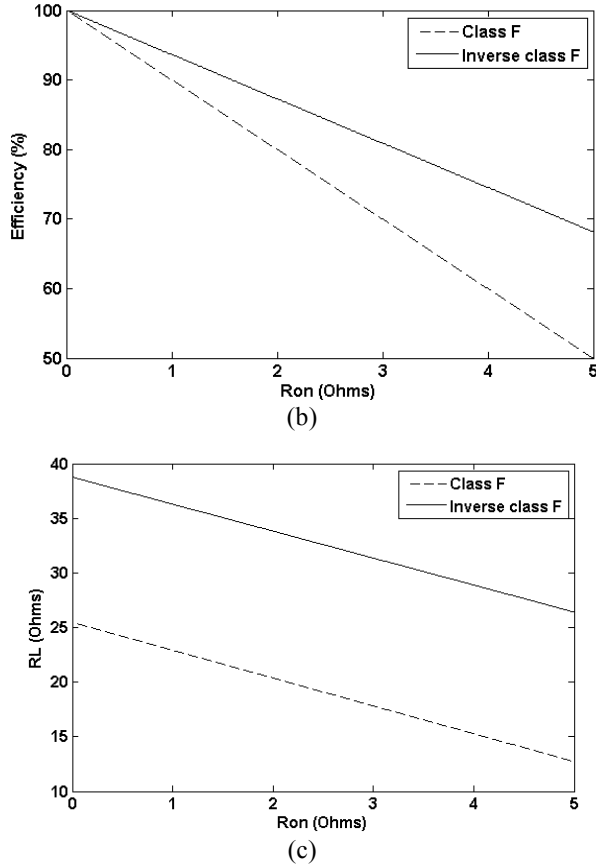 100
90
80
70
60
50
Efficiency (%)
Class F
Inverse class F
0 1 2 3 4 5
Ron (Ohms)
(b)
40
35
30
25
20
15
10
RL (Ohms)
Class F
Inverse class F
0 1 2 3 4 5
Ron (Ohms)
(c)